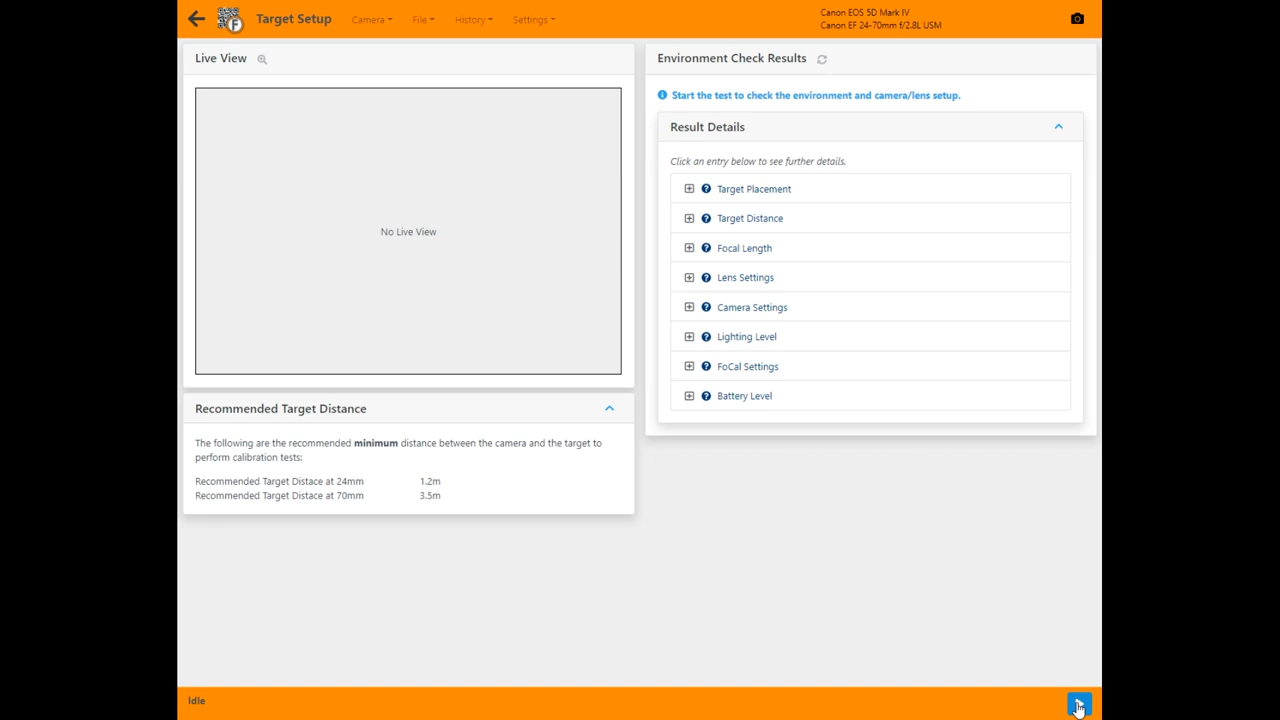 Target Setup
Camera
File
History
Settings
Canon EOS 5D Mark IV
Canon EF 24-70mm f/2.8L USM
Live View
No Live View
Recommended Target Distance
The following are the recommended minimum distance between the camera and the target to
perform calibration tests:
Recommended Target Distace at 24mm 1.2m
Recommended Target Distace at 70mm 3.5m
Environment Check Results
Start the test to check the environment and camera/lens setup.
Result Details
Click an entry below to see further details.
Target Placement
Target Distance
Focal Length
Lens Settings
Camera Settings
Lighting Level
FoCal Settings
Battery Level
Idle